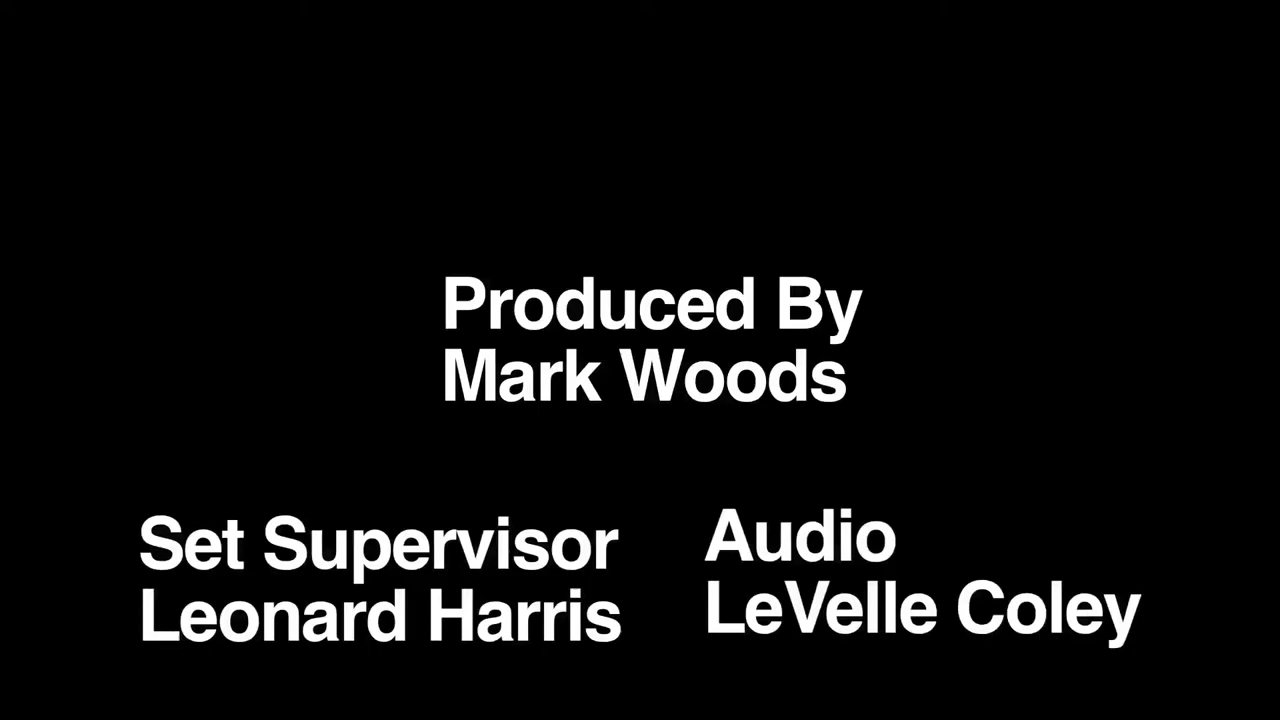 Produced By
Mark Woods
Set Supervisor
Leonard Harris
Audio
LeVelle Coley